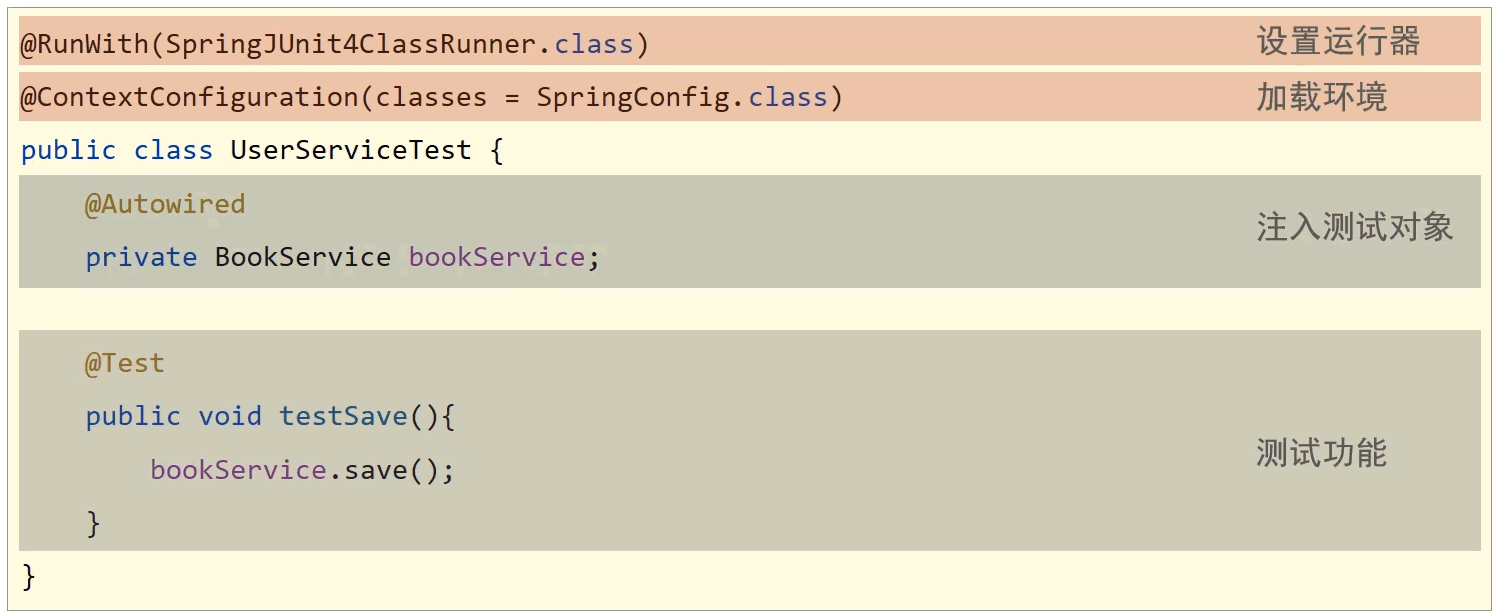 @RunWith(SpringJUnit4ClassRunner.class) 设置运行器
@ContextConfiguration(classes = SpringConfig.class) 加载环境
public class UserServiceTest {
@Autowired
注入测试对象
private BookService bookService;
@Test
public void testSave(){
测试功能
bookService.save();
}
}